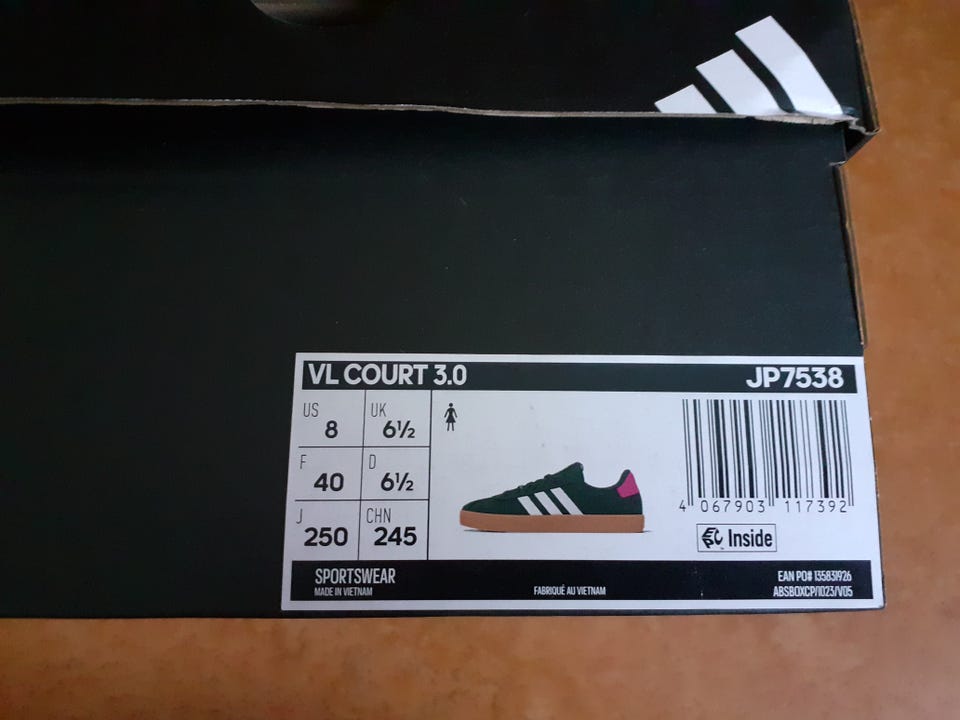 VL COURT 3.0 JP7538
US 8 UK 6½
F 40 D 6½
J 250 CHN 245
4 067903 117392
EPC Inside
SPORTSWEAR
MADE IN VIETNAM
FABRIQUÉ AU VIETNAM
EAN PO# 135831926
ABSBOXCP/1023/V05